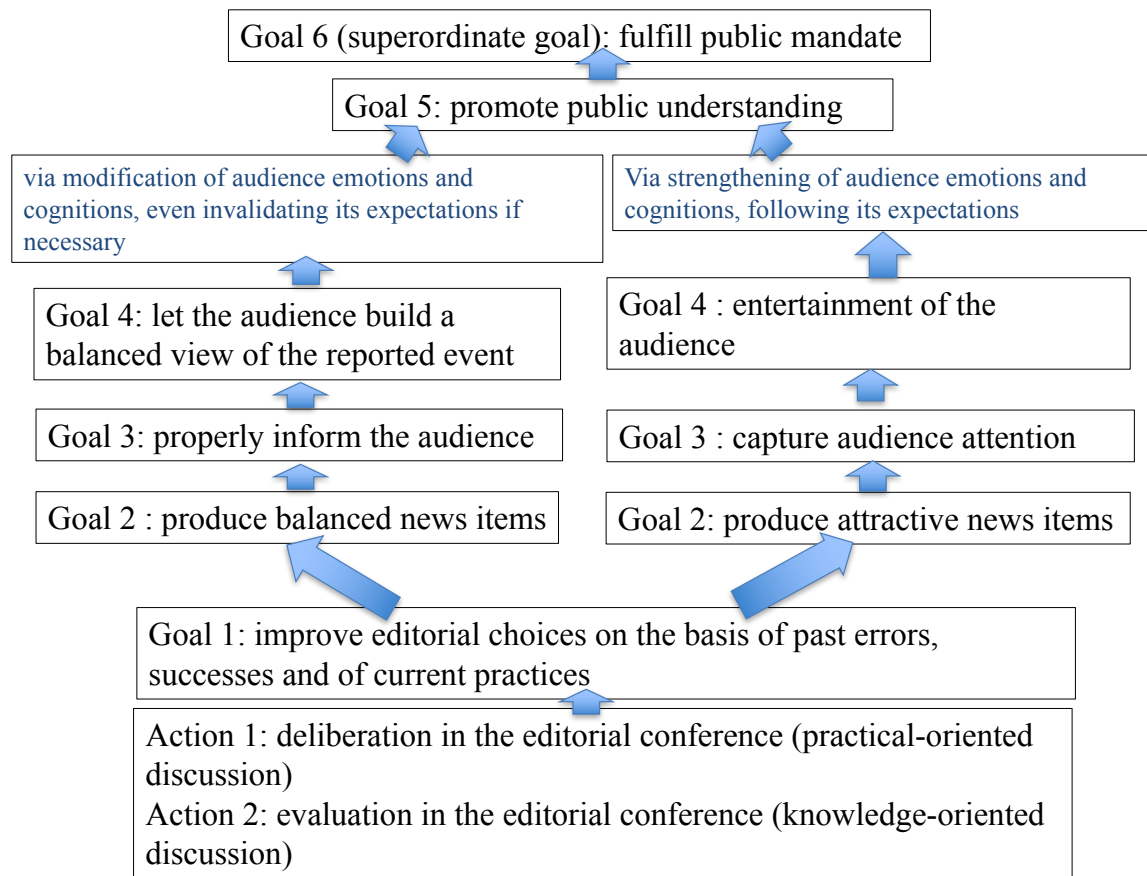 Goal 6 (superordinate goal): fulfill public mandate
Goal 5: promote public understanding
via modification of audience emotions and
cognitions, even invalidating its expectations if
necessary
Via strengthening of audience emotions and
cognitions, following its expectations
Goal 4: let the audience build a
balanced view of the reported event
Goal 4 : entertainment of the
audience
Goal 3: properly inform the audience
Goal 3 : capture audience attention
Goal 2 : produce balanced news items
Goal 2: produce attractive news items
Goal 1: improve editorial choices on the basis of past errors,
successes and of current practices
Action 1: deliberation in the editorial conference (practical-oriented
discussion)
Action 2: evaluation in the editorial conference (knowledge-oriented
discussion)